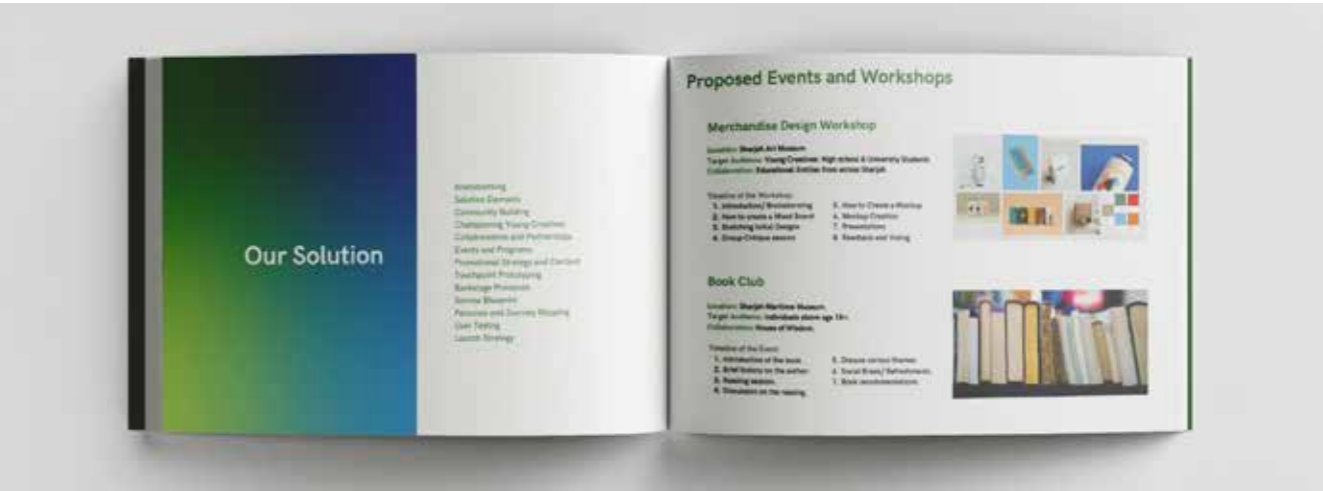 Our Solution
Brainstorming
Solution Elements
Community Building
Championing Young Creatives
Collaborations and Partnerships
Events and Programs
Promotional Strategy and Content
Touchpoint Prototyping
Backstage Processes
Service Blueprint
Personas and Journey Mapping
User Testing
Launch Strategy
Proposed Events and Workshops
Merchandise Design Workshop
Location: Sharjah Art Museum
Target Audience: Young Creatives: High school & University Students
Collaboration: Educational Entities from across Sharjah
Timeline of the Workshop:
1. Introduction/ Brainstorming
2. How to create a Mood Board
3. Sketching Initial Designs
4. Group Critique session
5. How to Create a Mockup
6. Mockup Creation
7. Presentations
8. Feedback and Voting
Book Club
Location: Sharjah Maritime Museum.
Target Audience: Individuals above age 18+.
Collaboration: House of Wisdom.
Timeline of the Event:
1. Introduction of the book
2. Brief history on the author.
3. Reading session.
4. Discussion on the reading.
5. Discuss various themes
6. Social Break/ Refreshments.
7. Book recommendations.